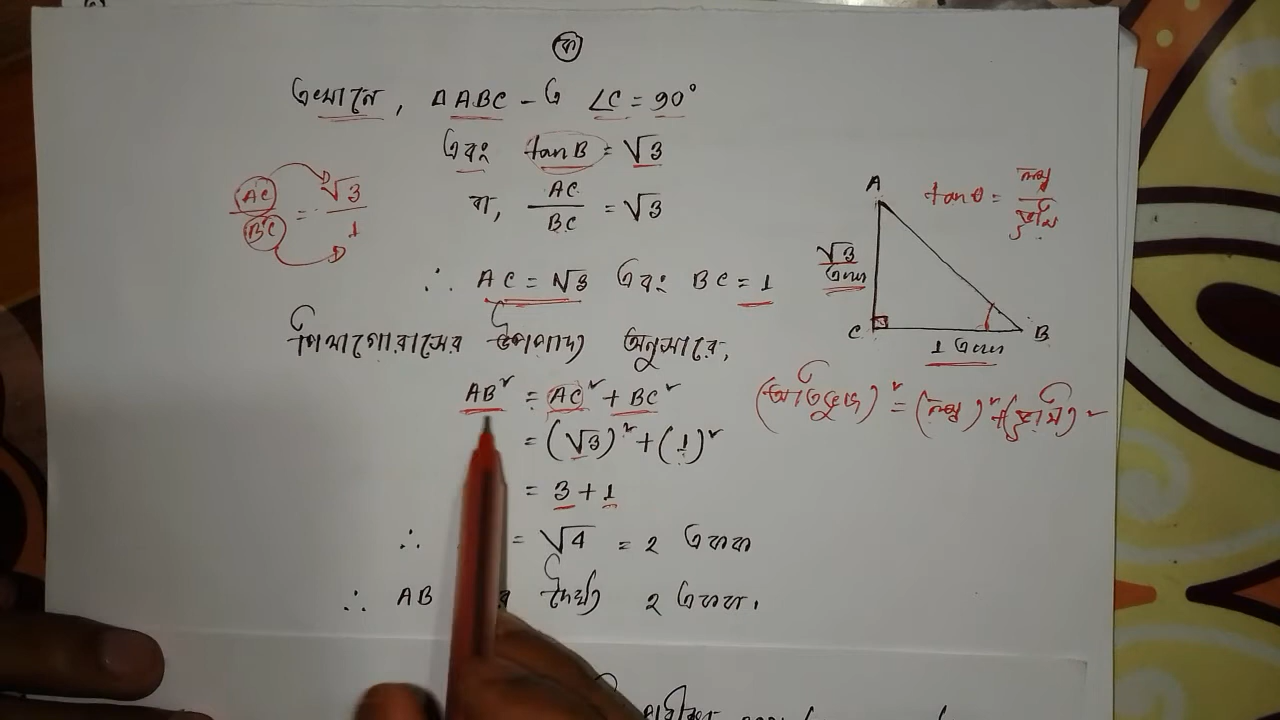 ক
এখানে, ΔABC - এ ∠C = 90°
এবং tanB = √3
AC/BC = √3/1
বা, AC/BC = √3
∴ AC = √3 এবং BC = 1
পিথাগোরাসের উপপাদ্য অনুসারে,
AB² = AC² + BC²
= (√3)² + (1)²
= 3 + 1
∴ = √4 = 2 একক
∴ AB র দৈর্ঘ্য 2 একক।
A
tanθ = লম্ব/ভূমি
√3 একক
C
B
1 একক
(অতিভুজ)² = (লম্ব)² + (ভূমি)²